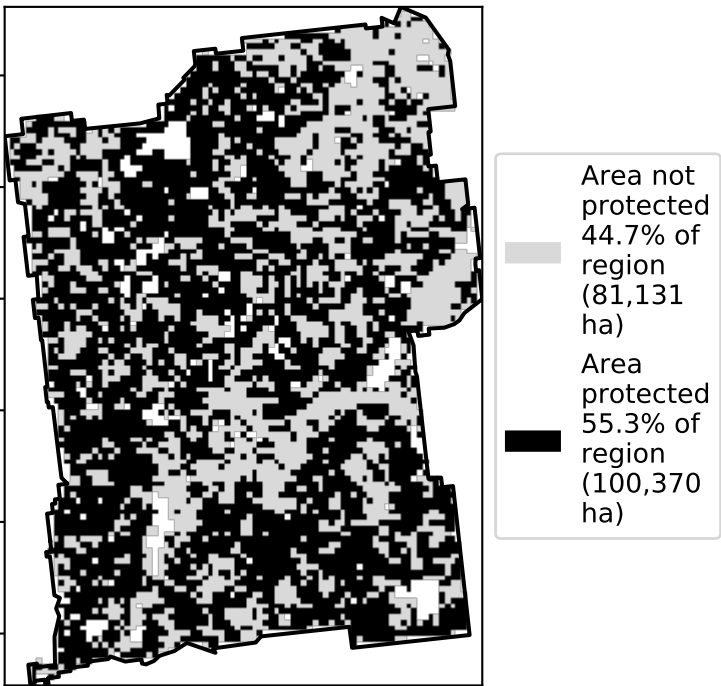 Area not
protected
44.7% of
region
(81,131
ha)
Area
protected
55.3% of
region
(100,370
ha)